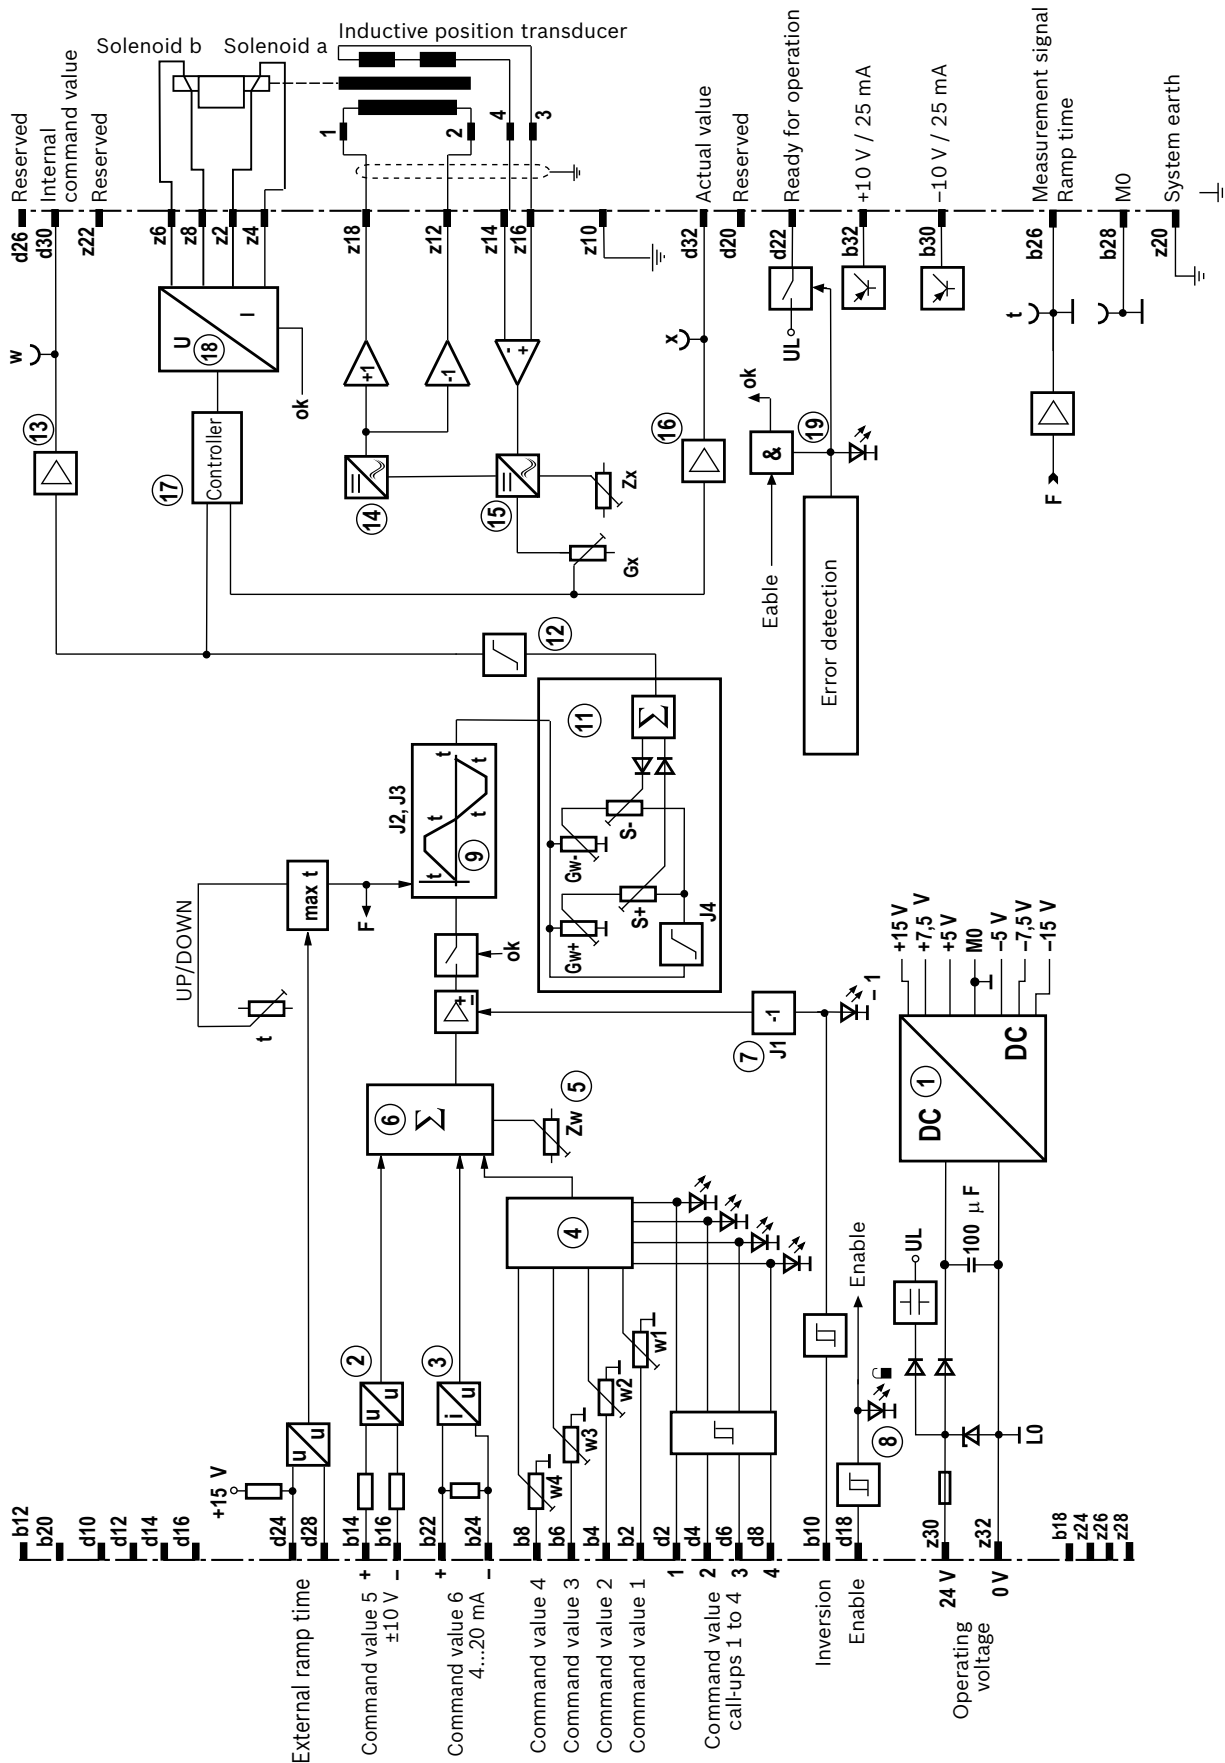 b12
b20
d10
d12
d14
d16
+15 V
External ramp time
d24
d28
u
u
Command value 5
±10 V
+
–
b14
b16
u
u
2
Command value 6
4...20 mA
+
–
b22
b24
i
u
3
Command value 4
b8
w4
Command value 3
b6
w3
Command value 2
b4
w2
Command value 1
b2
w1
4
Command value
call-ups 1 to 4
1
2
3
4
d2
d4
d6
d8
Inversion
b10
Enable
d18
8
Enable
Operating
voltage
24 V
0 V
z30
z32
L0
UL
100 µ F
b18
z24
z26
z28
DC
1
DC
+15 V
+7,5 V
+5 V
M0
–5 V
–7,5 V
–15 V
UP/DOWN
t
max t
F
6
Σ
5
Zw
+
–
ok
7
-1
J1
– 1
J2, J3
t
t
t
t
9
Gw+
Gw-
S+
S-
J4
11
Σ
12
13
w
17
Controller
U
18
I
ok
14
+1
-1
15
-
+
Zx
Gx
16
x
Eable
&
ok
19
Error detection
UL
F
t
d26
d30
z22
z6
z8
z2
z4
z18
z12
z14
z16
z10
d32
d20
d22
b32
b30
b26
b28
z20
Reserved
Internal
command value
Reserved
Solenoid b
Solenoid a
Inductive position transducer
1
2
4
3
Actual value
Reserved
Ready for operation
+10 V / 25 mA
–10 V / 25 mA
Measurement signal
Ramp time
M0
System earth